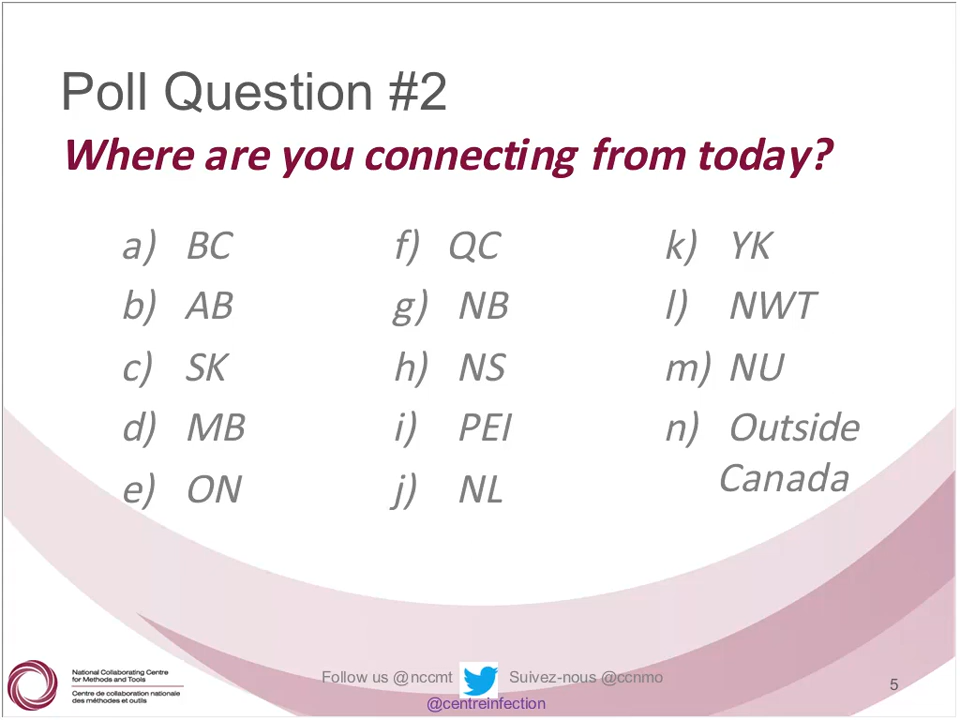 Poll Question #2
Where are you connecting from today?
a) BC
b) AB
c) SK
d) MB
e) ON
f) QC
g) NB
h) NS
i) PEI
j) NL
k) YK
l) NWT
m) NU
n) Outside
Canada
National Collaborating Centre
for Methods and Tools
Centre de collaboration nationale
des méthodes et outils
Follow us @nccmt
Suivez-nous @ccnmo
@centreinfection
5